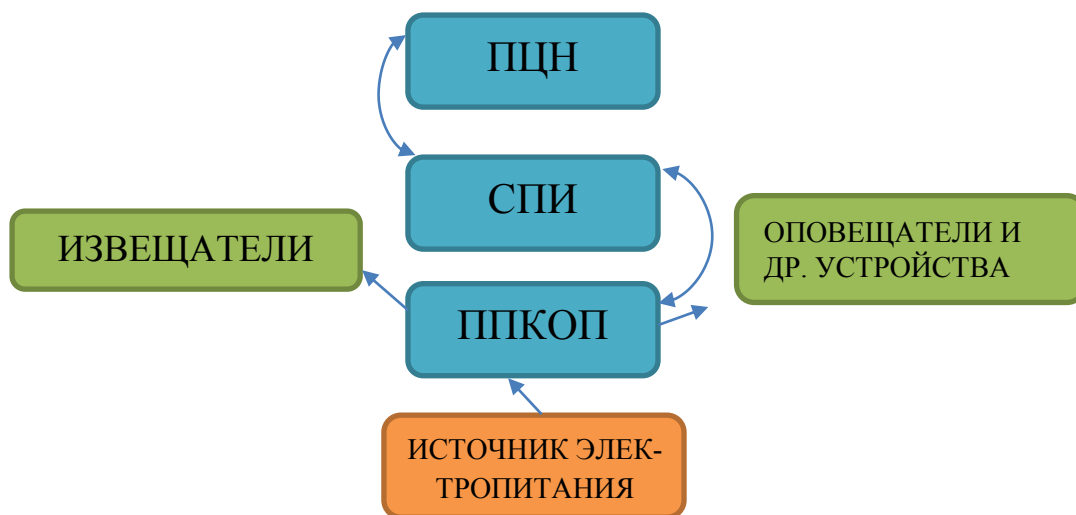 ПЦН
СПИ
ИЗВЕЩАТЕЛИ
ОПОВЕЩАТЕЛИ И
ДР. УСТРОЙСТВА
ППКОП
ИСТОЧНИК ЭЛЕК-
ТРОПИТАНИЯ